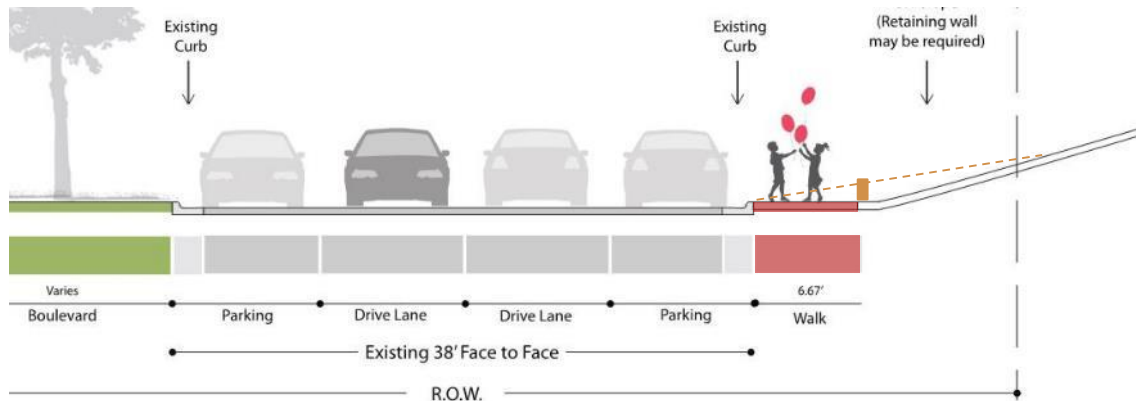 (Retaining wall
may be required)
Existing
Curb
Existing
Curb
Varies
6.67'
Boulevard
Parking
Drive Lane
Drive Lane
Parking
Walk
Existing 38' Face to Face
R.O.W.